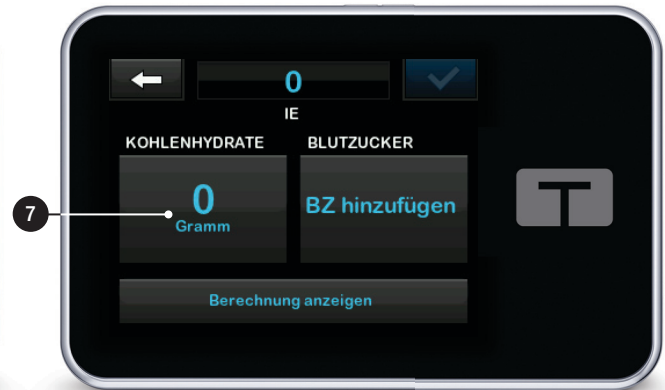 0
IE
KOHLENHYDRATE
BLUTZUCKER
0
Gramm
BZ hinzufügen
7
Berechnung anzeigen
T